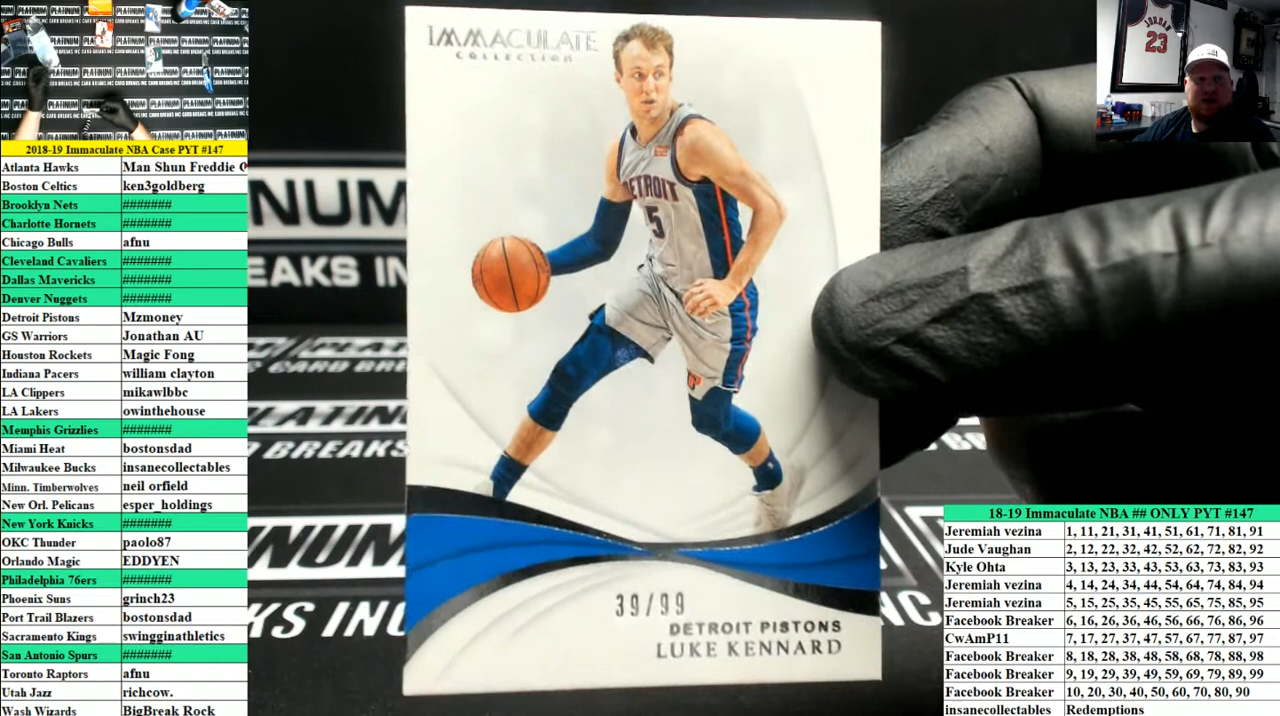 2018-19 Immaculate NBA Case PYT #147
Atlanta Hawks Man Shun Freddie
Boston Celtics ken3goldberg
Brooklyn Nets #######
Charlotte Hornets #######
Chicago Bulls afnu
Cleveland Cavaliers #######
Dallas Mavericks #######
Denver Nuggets #######
Detroit Pistons Mzmoney
GS Warriors Jonathan AU
Houston Rockets Magic Fong
Indiana Pacers william clayton
LA Clippers mikawlbbc
LA Lakers owinthehouse
Memphis Grizzlies #######
Miami Heat bostonsdad
Milwaukee Bucks insanecollectables
Minn. Timberwolves neil orfield
New Orl. Pelicans esper_holdings
New York Knicks #######
OKC Thunder paolo87
Orlando Magic EDDYEN
Philadelphia 76ers #######
Phoenix Suns grinch23
Port Trail Blazers bostonsdad
Sacramento Kings swingginathletics
San Antonio Spurs #######
Toronto Raptors afnu
Utah Jazz richcow.
Wash Wizards BigBreak Rock
IMMACULATE
COLLECTION
DETROIT
5
39/99
DETROIT PISTONS
LUKE KENNARD
JORDAN
23
18-19 Immaculate NBA ## ONLY PYT #147
Jeremiah vezina 1, 11, 21, 31, 41, 51, 61, 71, 81, 91
Jude Vaughan 2, 12, 22, 32, 42, 52, 62, 72, 82, 92
Kyle Ohta 3, 13, 23, 33, 43, 53, 63, 73, 83, 93
Jeremiah vezina 4, 14, 24, 34, 44, 54, 64, 74, 84, 94
Jeremiah vezina 5, 15, 25, 35, 45, 55, 65, 75, 85, 95
Facebook Breaker 6, 16, 26, 36, 46, 56, 66, 76, 86, 96
CwAmP11 7, 17, 27, 37, 47, 57, 67, 77, 87, 97
Facebook Breaker 8, 18, 28, 38, 48, 58, 68, 78, 88, 98
Facebook Breaker 9, 19, 29, 39, 49, 59, 69, 79, 89, 99
Facebook Breaker 10, 20, 30, 40, 50, 60, 70, 80, 90
insanecollectables Redemptions